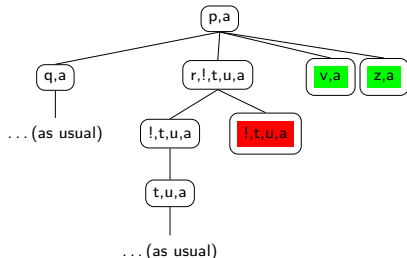 p,a
q,a
r,!,t,u,a
v,a
z,a
...(as usual)
!,t,u,a
!,t,u,a
t,u,a
...(as usual)